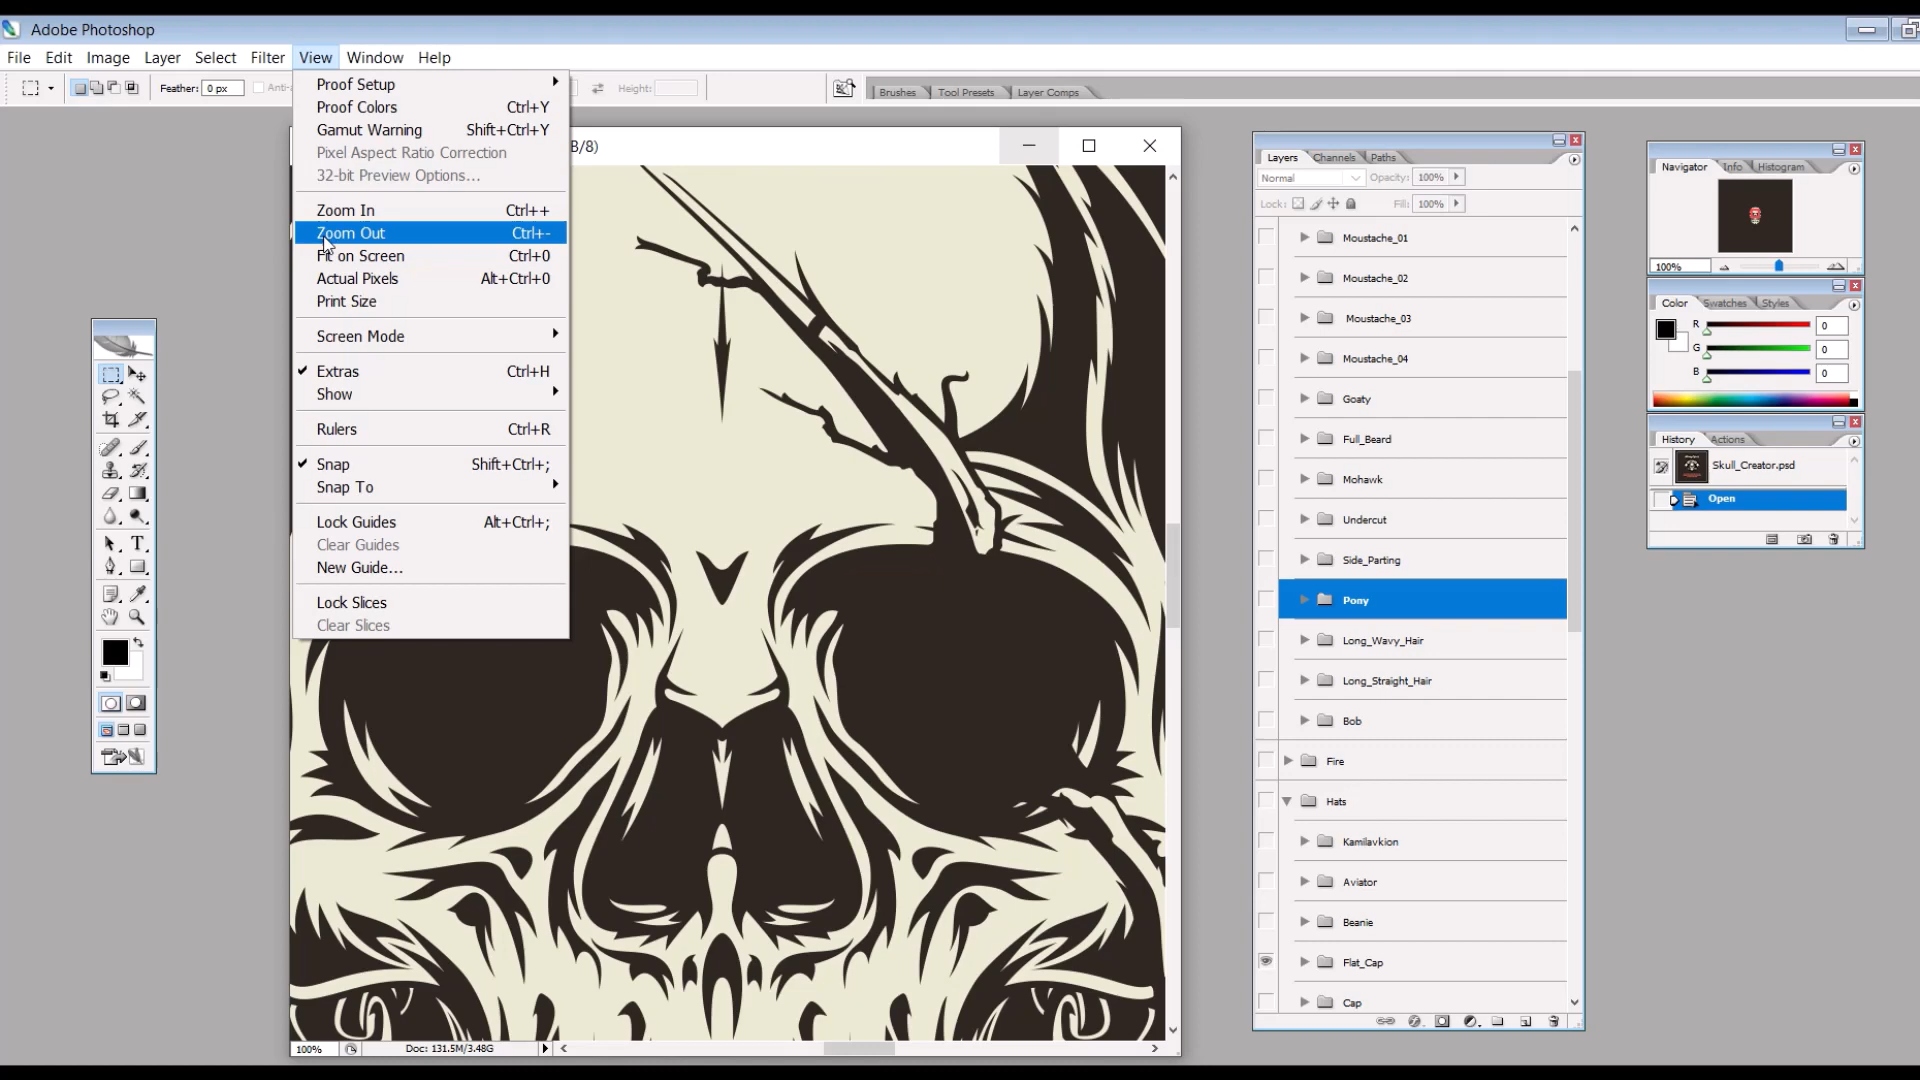 Adobe Photoshop
File Edit Image Layer Select Filter View Window Help
Feather: 0 px Height:
Brushes Tool Presets Layer Comps
Proof Setup
Proof Colors Ctrl+Y
Gamut Warning Shift+Ctrl+Y
Pixel Aspect Ratio Correction
32-bit Preview Options...
Zoom In Ctrl++
Zoom Out Ctrl+-
Fit on Screen Ctrl+0
Actual Pixels Alt+Ctrl+0
Print Size
Screen Mode
Extras Ctrl+H
Show
Rulers Ctrl+R
Snap Shift+Ctrl+;
Snap To
Lock Guides Alt+Ctrl+;
Clear Guides
New Guide...
Lock Slices
Clear Slices
100% Doc: 131.5M/3.48G
Layers Channels Paths
Normal Opacity: 100%
Lock: Fill: 100%
Moustache_01
Moustache_02
Moustache_03
Moustache_04
Goaty
Full_Beard
Mohawk
Undercut
Side_Parting
Pony
Long_Wavy_Hair
Long_Straight_Hair
Bob
Fire
Hats
Kamilavkion
Aviator
Beanie
Flat_Cap
Cap
Navigator Info Histogram
100%
Color Swatches Styles
R 0
G 0
B 0
History Actions
Skull_Creator.psd
Open